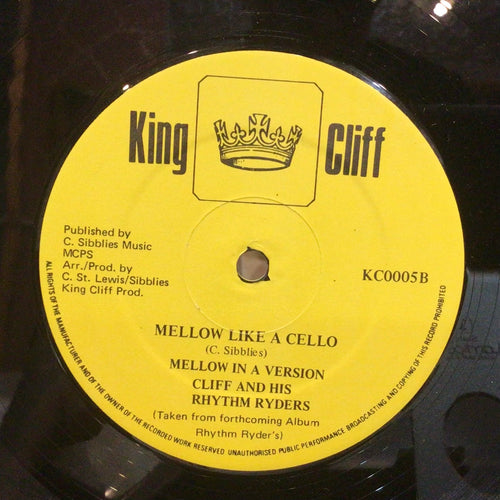 King Cliff
Published by
C. Sibblies Music
MCPS
Arr./Prod. by
C. St. Lewis/Sibblies
King Cliff Prod.
KC0005B
MELLOW LIKE A CELLO
(C. Sibblies)
MELLOW IN A VERSION
CLIFF AND HIS
RHYTHM RYDERS
(Taken from forthcoming Album
Rhythm Ryder's)
ALL RIGHTS OF THE MANUFACTURER AND OF THE OWNER OF THE RECORDED WORK RESERVED UNAUTHORISED PUBLIC PERFORMANCE BROADCASTING AND COPYING OF THIS RECORD PROHIBITED